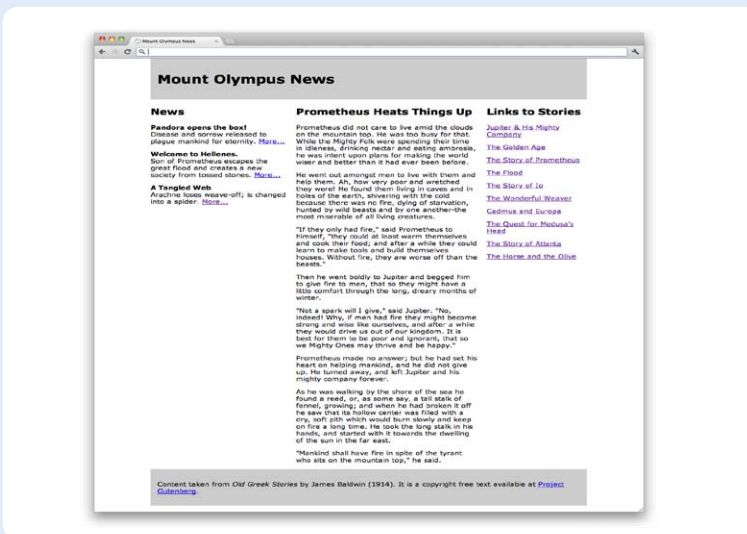 Mount Olympus News
Mount Olympus News
News
Pandora opens the box!
Disease and sorrow released to
plague mankind for eternity. More...
Welcome to Hellenes.
Son of Prometheus escapes the
great flood and creates a new
society from tossed stones. More...
A Tangled Web
Arachne loses weave-off; is changed
into a spider. More...
Prometheus Heats Things Up
Prometheus did not care to live amid the clouds
on the mountain top. He was too busy for that.
While the Mighty Folk were spending their time
in idleness, drinking nectar and eating ambrosia,
he was intent upon plans for making the world
wiser and better than it had ever been before.
He went out amongst men to live with them and
help them. Ah, how very poor and wretched
they were! He found them living in caves and in
holes of the earth, shivering with the cold
because there was no fire, dying of starvation,
hunted by wild beasts and by one another-the
most miserable of all living creatures.
"If they only had fire," said Prometheus to
himself, "they could at least warm themselves
and cook their food; and after a while they could
learn to make tools and build themselves
houses. Without fire, they are worse off than the
beasts."
Then he went boldly to Jupiter and begged him
to give fire to men, that so they might have a
little comfort through the long, dreary months of
winter.
"Not a spark will I give," said Jupiter. "No,
indeed! Why, if men had fire they might become
strong and wise like ourselves, and after a while
they would drive us out of our kingdom. It is
best for them to be poor and ignorant, that so
we Mighty Ones may thrive and be happy."
Prometheus made no answer; but he had set his
heart on helping mankind, and he did not give
up. He turned away, and left Jupiter and his
mighty company forever.
As he was walking by the shore of the sea he
found a reed, or, as some say, a tall stalk of
fennel, growing; and when he had broken it off
he saw that its hollow center was filled with a
dry, soft pith which would burn slowly and keep
on fire a long time. He took the long stalk in his
hands, and started with it towards the dwelling
of the sun in the far east.
"Mankind shall have fire in spite of the tyrant
who sits on the mountain top," he said.
Links to Stories
Jupiter & His Mighty
Company
The Golden Age
The Story of Prometheus
The Flood
The Story of Io
The Wonderful Weaver
Cadmus and Europa
The Quest for Medusa's
Head
The Story of Atlanta
The Horse and the Olive
Content taken from Old Greek Stories by James Baldwin (1914). It is a copyright free text available at Project
Gutenberg.